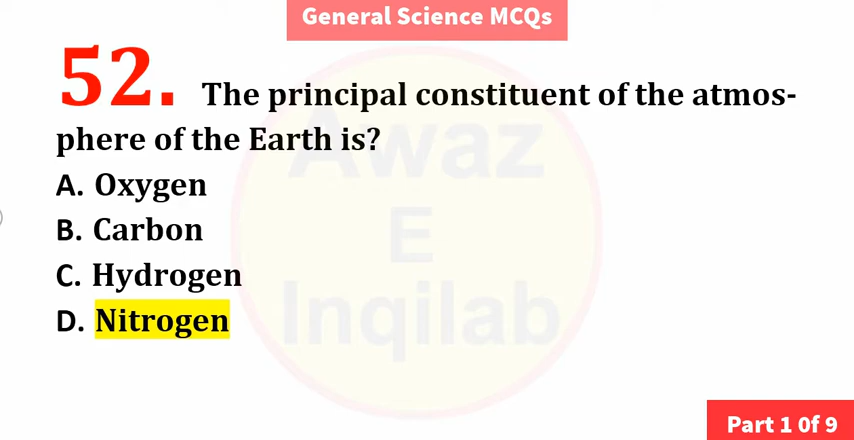 General Science MCQs
52. The principal constituent of the atmos-
phere of the Earth is?
A. Oxygen
B. Carbon
C. Hydrogen
D. Nitrogen
Awaz
E
Inqilab
Part 1 0f 9